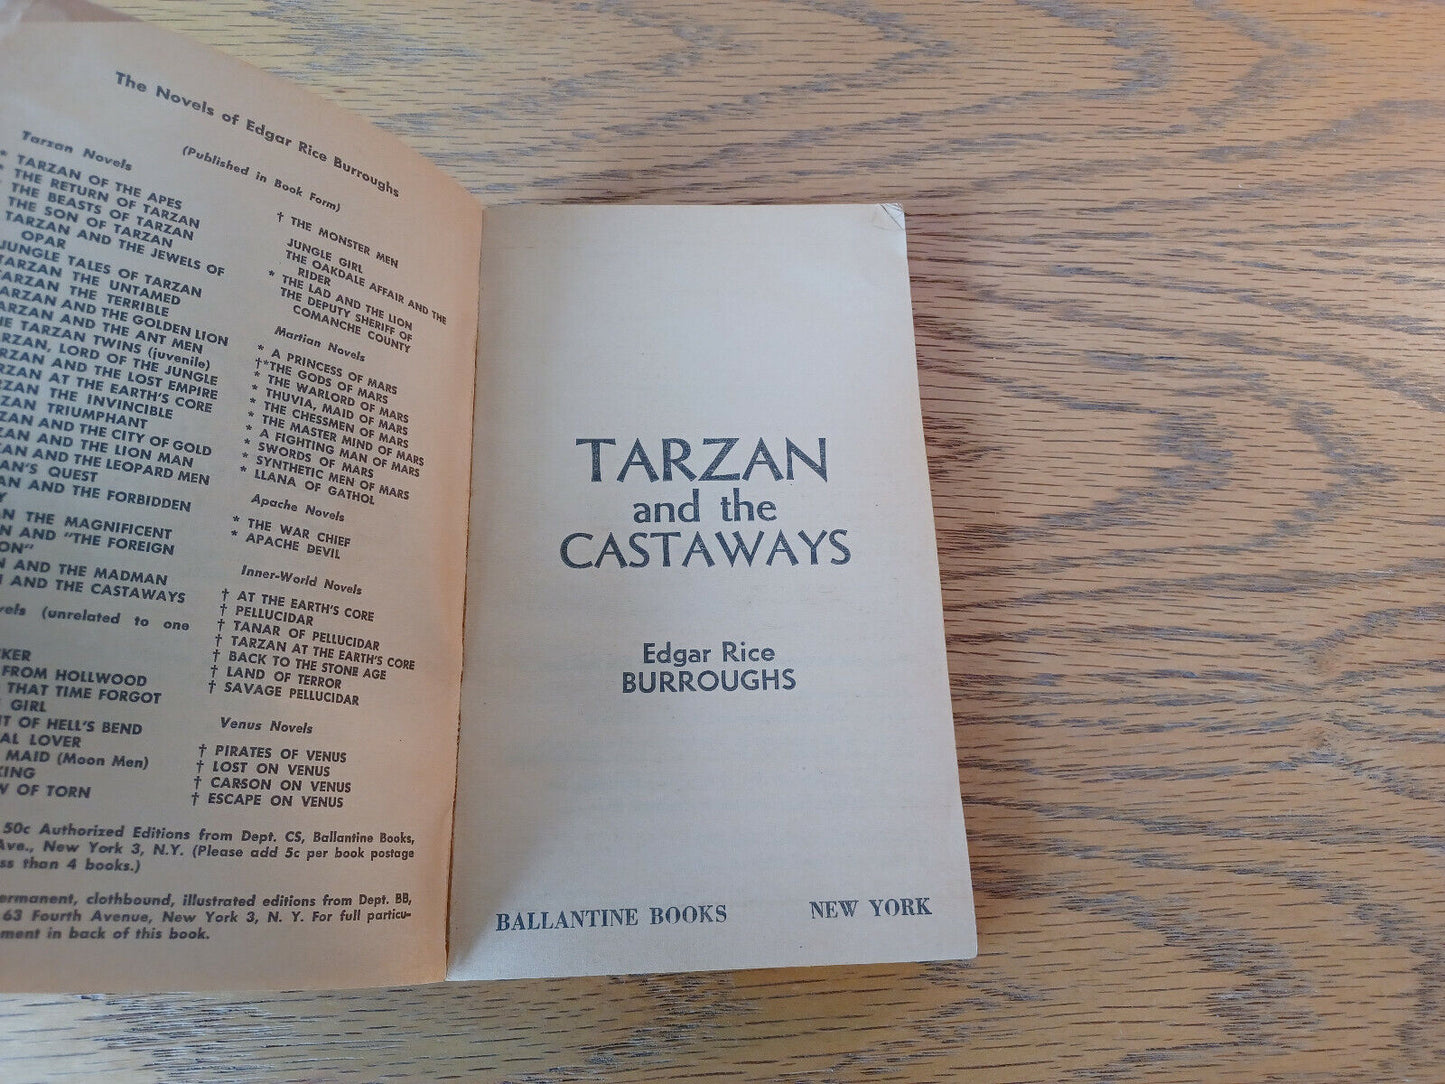 The Novels of Edgar Rice Burroughs
(Published in Book Form)
Tarzan Novels
* TARZAN OF THE APES
* THE RETURN OF TARZAN
THE BEASTS OF TARZAN
THE SON OF TARZAN
TARZAN AND THE JEWELS OF
OPAR
JUNGLE TALES OF TARZAN
TARZAN THE UNTAMED
TARZAN THE TERRIBLE
ARZAN AND THE GOLDEN LION
ARZAN AND THE ANT MEN
HE TARZAN TWINS (juvenile)
ARZAN, LORD OF THE JUNGLE
RZAN AND THE LOST EMPIRE
RZAN AT THE EARTH'S CORE
RZAN THE INVINCIBLE
ZAN TRIUMPHANT
ZAN AND THE CITY OF GOLD
ZAN AND THE LION MAN
AN AND THE LEOPARD MEN
AN'S QUEST
AN AND THE FORBIDDEN
Y
AN THE MAGNIFICENT
N AND "THE FOREIGN
ON"
N AND THE MADMAN
N AND THE CASTAWAYS
vels (unrelated to one
KER
FROM HOLLWOOD
THAT TIME FORGOT
GIRL
T OF HELL'S BEND
AL LOVER
MAID (Moon Men)
KING
W OF TORN
† THE MONSTER MEN
JUNGLE GIRL
THE OAKDALE AFFAIR AND THE
RIDER
* THE LAD AND THE LION
THE DEPUTY SHERIFF OF
COMANCHE COUNTY
Martian Novels
* A PRINCESS OF MARS
†*THE GODS OF MARS
* THE WARLORD OF MARS
* THUVIA, MAID OF MARS
* THE CHESSMEN OF MARS
* THE MASTER MIND OF MARS
* A FIGHTING MAN OF MARS
* SWORDS OF MARS
* SYNTHETIC MEN OF MARS
* LLANA OF GATHOL
Apache Novels
* THE WAR CHIEF
* APACHE DEVIL
Inner-World Novels
† AT THE EARTH'S CORE
† PELLUCIDAR
† TANAR OF PELLUCIDAR
† TARZAN AT THE EARTH'S CORE
† BACK TO THE STONE AGE
† LAND OF TERROR
† SAVAGE PELLUCIDAR
Venus Novels
† PIRATES OF VENUS
† LOST ON VENUS
† CARSON ON VENUS
† ESCAPE ON VENUS
50c Authorized Editions from Dept. CS, Ballantine Books,
Ave., New York 3, N.Y. (Please add 5c per book postage
ss than 4 books.)
ermanent, clothbound, illustrated editions from Dept. BB,
63 Fourth Avenue, New York 3, N. Y. For full particu-
ment in back of this book.
TARZAN
and the
CASTAWAYS
Edgar Rice
BURROUGHS
BALLANTINE BOOKS NEW YORK